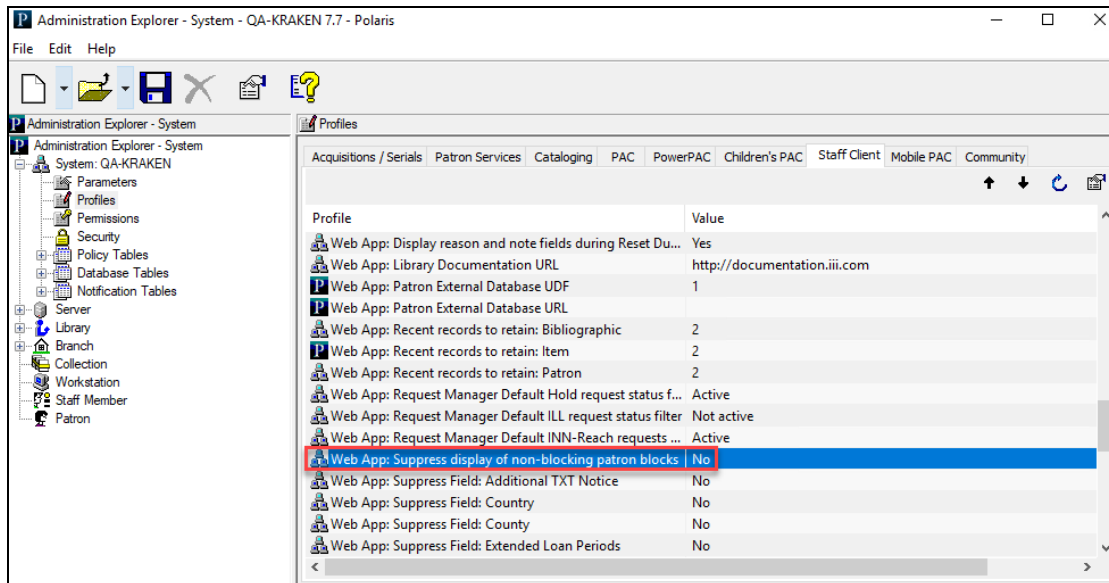 Administration Explorer - System - QA-KRAKEN 7.7 - Polaris
File Edit Help
Administration Explorer - System
Profiles
Administration Explorer - System
System: QA-KRAKEN
Parameters
Profiles
Permissions
Security
Policy Tables
Database Tables
Notification Tables
Server
Library
Branch
Collection
Workstation
Staff Member
Patron
Acquisitions / Serials Patron Services Cataloging PAC PowerPAC Children's PAC Staff Client Mobile PAC Community
Profile Value
Web App: Display reason and note fields during Reset Du... Yes
Web App: Library Documentation URL http://documentation.iii.com
Web App: Patron External Database UDF 1
Web App: Patron External Database URL
Web App: Recent records to retain: Bibliographic 2
Web App: Recent records to retain: Item 2
Web App: Recent records to retain: Patron 2
Web App: Request Manager Default Hold request status f... Active
Web App: Request Manager Default ILL request status filter Not active
Web App: Request Manager Default INN-Reach requests ... Active
Web App: Suppress display of non-blocking patron blocks No
Web App: Suppress Field: Additional TXT Notice No
Web App: Suppress Field: Country No
Web App: Suppress Field: County No
Web App: Suppress Field: Extended Loan Periods No